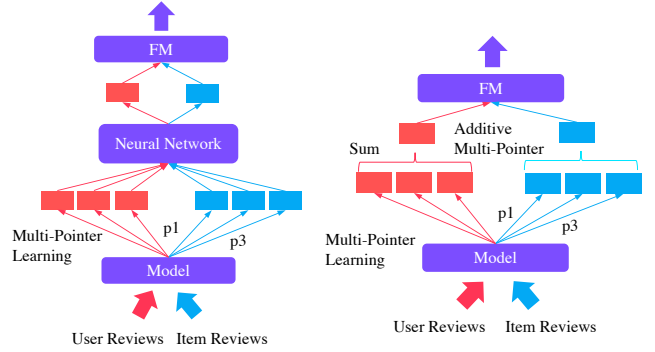 FM
Neural Network
p1
p3
Multi-Pointer
Learning
Model
User Reviews
Item Reviews
FM
Sum
Additive
Multi-Pointer
p1
p3
Multi-Pointer
Learning
Model
User Reviews
Item Reviews